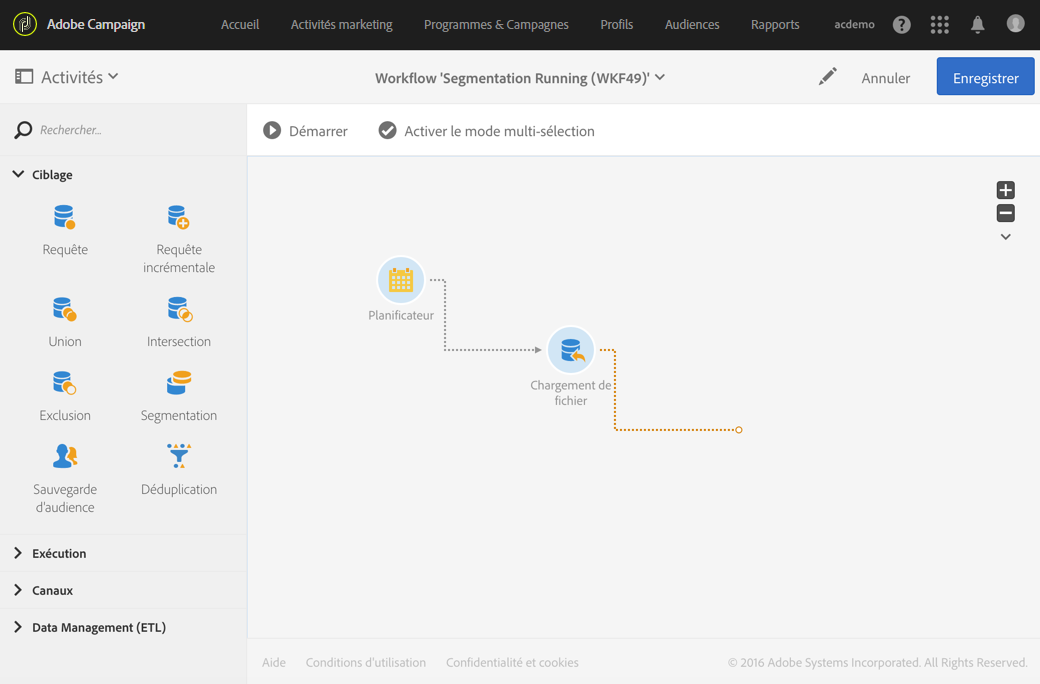 Adobe Campaign
Accueil
Activités marketing
Programmes & Campagnes
Profils
Audiences
Rapports
acdemo
?
Activités
Workflow 'Segmentation Running (WKF49)'
Annuler
Enregistrer
Rechercher...
Démarrer
Activer le mode multi-sélection
Ciblage
Requête
Requête
incrémentale
Union
Intersection
Exclusion
Segmentation
Sauvegarde
d'audience
Déduplication
Exécution
Canaux
Data Management (ETL)
Planificateur
Chargement de
fichier
Aide
Conditions d'utilisation
Confidentialité et cookies
© 2016 Adobe Systems Incorporated. All Rights Reserved.